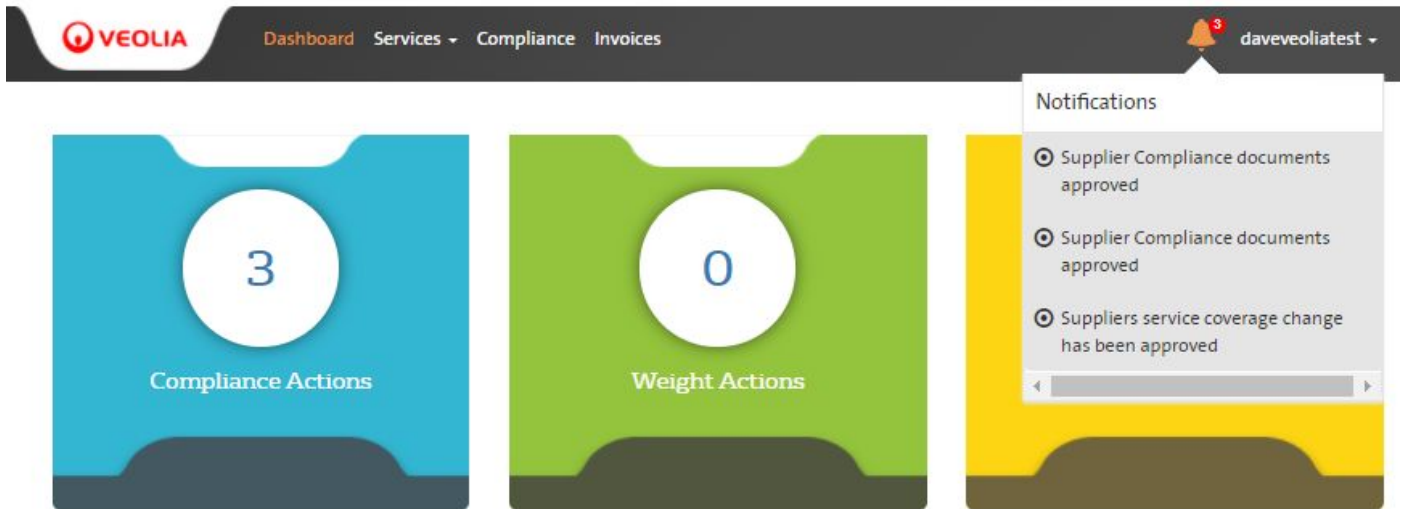 VEOLIA
Dashboard Services Compliance Invoices
3
daveveoliatest
Notifications
Supplier Compliance documents
approved
Supplier Compliance documents
approved
Suppliers service coverage change
has been approved
3
Compliance Actions
0
Weight Actions